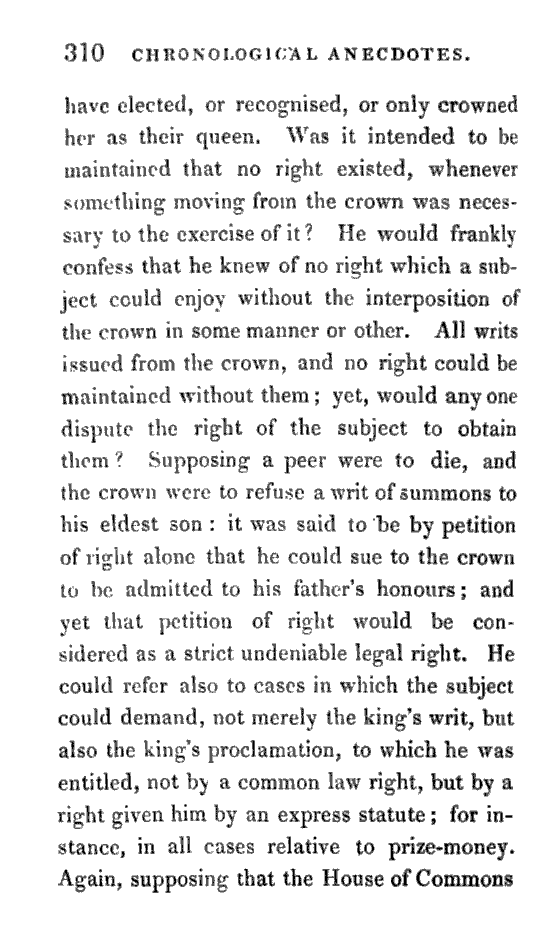 310 CHRONOLOGICAL ANECDOTES.
have elected, or recognised, or only crowned
her as their queen. Was it intended to be
maintained that no right existed, whenever
something moving from the crown was neces-
sary to the exercise of it? He would frankly
confess that he knew of no right which a sub-
ject could enjoy without the interposition of
the crown in some manner or other. All writs
issued from the crown, and no right could be
maintained without them; yet, would any one
dispute the right of the subject to obtain
them? Supposing a peer were to die, and
the crown were to refuse a writ of summons to
his eldest son: it was said to be by petition
of right alone that he could sue to the crown
to be admitted to his father's honours; and
yet that petition of right would be con-
sidered as a strict undeniable legal right. He
could refer also to cases in which the subject
could demand, not merely the king's writ, but
also the king's proclamation, to which he was
entitled, not by a common law right, but by a
right given him by an express statute; for in-
stance, in all cases relative to prize-money.
Again, supposing that the House of Commons